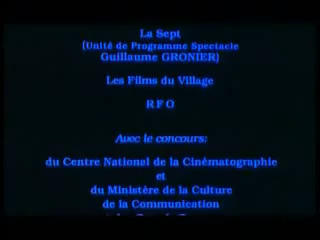 La Sept
(Unité de Programme Spectacle
Guillaume GRONIER)
Les Films du Village
R F O
Avec le concours:
du Centre National de la Cinématographie
et
du Ministère de la Culture
de la Communication